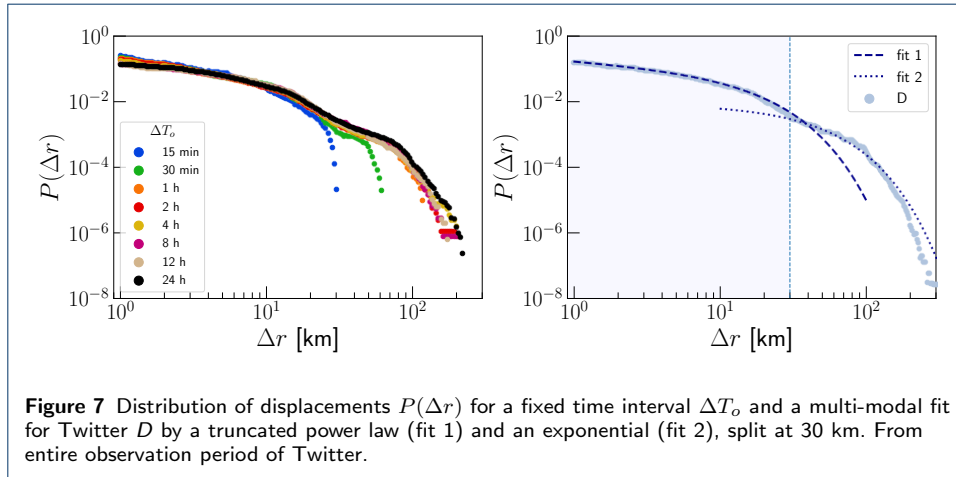 10^0
10^−2
10^−4
10^−6
10^−8
P(Δr)
ΔT_o
15 min
30 min
1 h
2 h
4 h
8 h
12 h
24 h
10^0 10^1 10^2
Δr [km]
10^0
10^−2
10^−4
10^−6
10^−8
P(Δr)
fit 1
fit 2
D
10^0 10^1 10^2
Δr [km]
Figure 7 Distribution of displacements P(Δr) for a fixed time interval ΔT_o and a multi-modal fit
for Twitter D by a truncated power law (fit 1) and an exponential (fit 2), split at 30 km. From
entire observation period of Twitter.